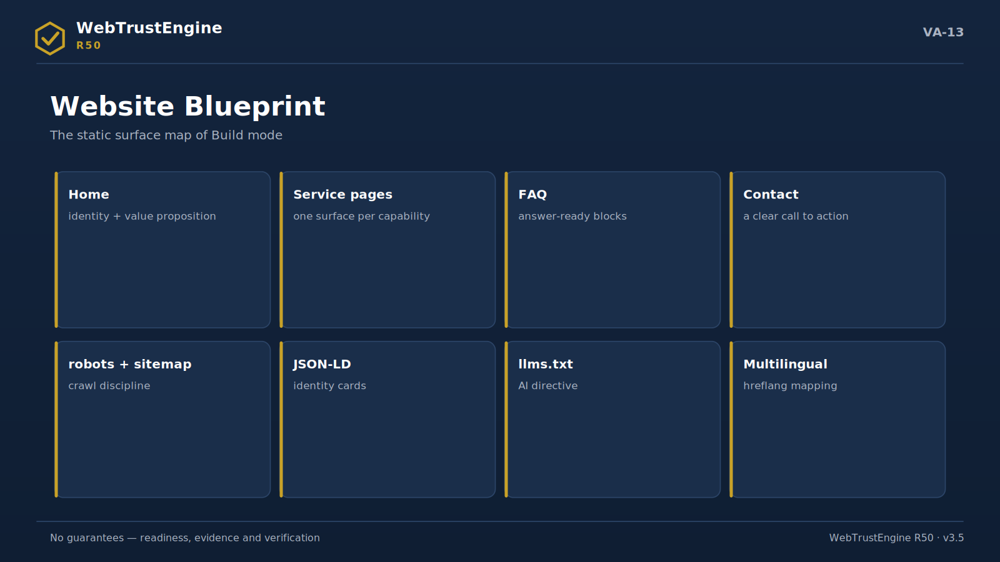 WebTrustEngine
R50
VA-13
Website Blueprint
The static surface map of Build mode
Home
identity + value proposition
Service pages
one surface per capability
FAQ
answer-ready blocks
Contact
a clear call to action
robots + sitemap
crawl discipline
JSON-LD
identity cards
llms.txt
AI directive
Multilingual
hreflang mapping
No guarantees — readiness, evidence and verification
WebTrustEngine R50 · v3.5